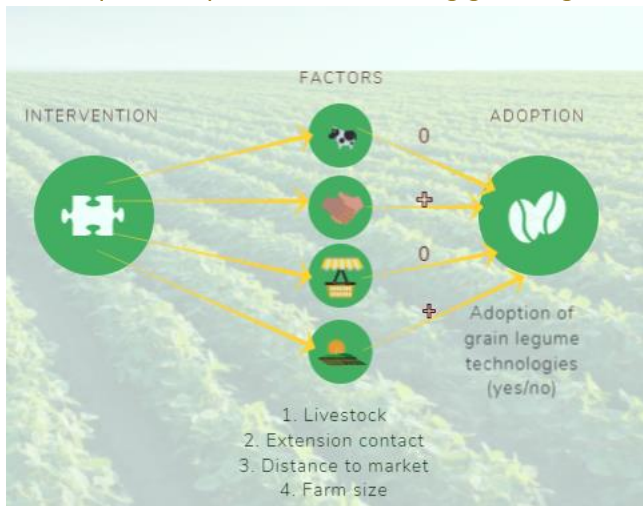 FACTORS
INTERVENTION
ADOPTION
0
+
0
+
Adoption of
grain legume
technologies
(yes/no)
1. Livestock
2. Extension contact
3. Distance to market
4. Farm size